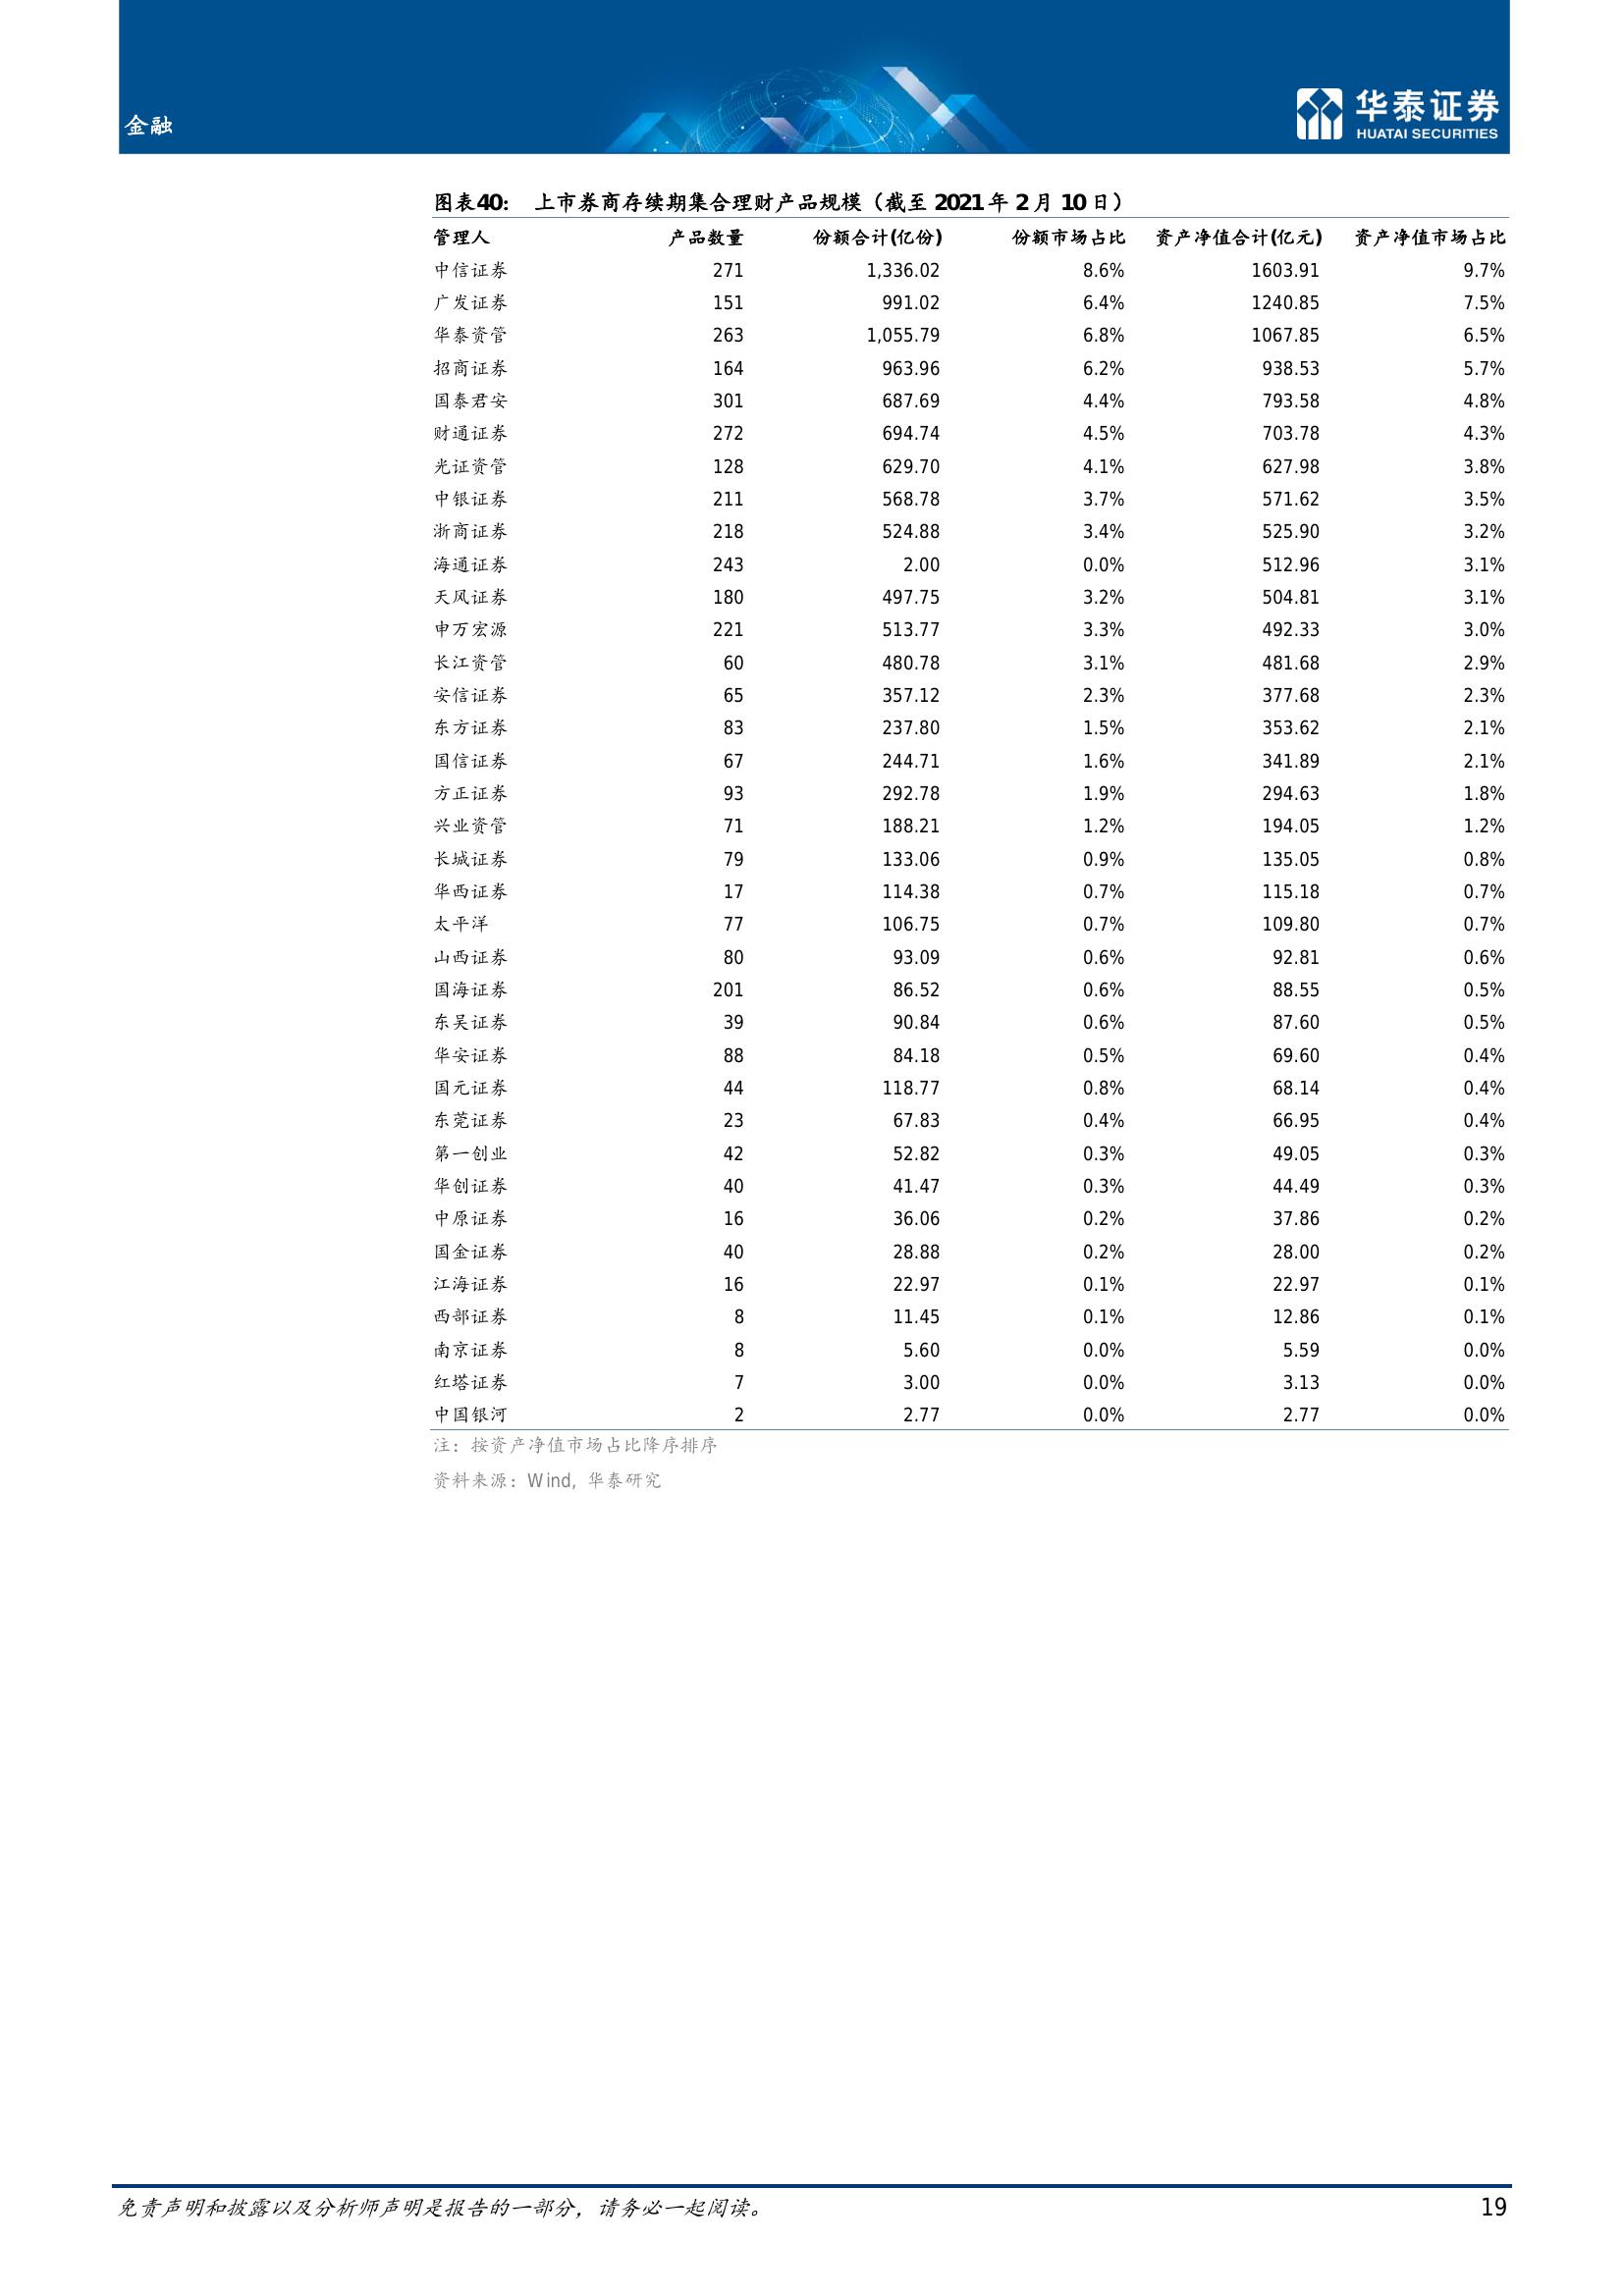 金融
华泰证券
HUATAI SECURITIES
图表40: 上市券商存续期集合理财产品规模（截至 2021 年 2 月 10 日）
管理人 产品数量 份额合计(亿份) 份额市场占比 资产净值合计(亿元) 资产净值市场占比
中信证券 271 1,336.02 8.6% 1603.91 9.7%
广发证券 151 991.02 6.4% 1240.85 7.5%
华泰资管 263 1,055.79 6.8% 1067.85 6.5%
招商证券 164 963.96 6.2% 938.53 5.7%
国泰君安 301 687.69 4.4% 793.58 4.8%
财通证券 272 694.74 4.5% 703.78 4.3%
光证资管 128 629.70 4.1% 627.98 3.8%
中银证券 211 568.78 3.7% 571.62 3.5%
浙商证券 218 524.88 3.4% 525.90 3.2%
海通证券 243 2.00 0.0% 512.96 3.1%
天风证券 180 497.75 3.2% 504.81 3.1%
申万宏源 221 513.77 3.3% 492.33 3.0%
长江资管 60 480.78 3.1% 481.68 2.9%
安信证券 65 357.12 2.3% 377.68 2.3%
东方证券 83 237.80 1.5% 353.62 2.1%
国信证券 67 244.71 1.6% 341.89 2.1%
方正证券 93 292.78 1.9% 294.63 1.8%
兴业资管 71 188.21 1.2% 194.05 1.2%
长城证券 79 133.06 0.9% 135.05 0.8%
华西证券 17 114.38 0.7% 115.18 0.7%
太平洋 77 106.75 0.7% 109.80 0.7%
山西证券 80 93.09 0.6% 92.81 0.6%
国海证券 201 86.52 0.6% 88.55 0.5%
东吴证券 39 90.84 0.6% 87.60 0.5%
华安证券 88 84.18 0.5% 69.60 0.4%
国元证券 44 118.77 0.8% 68.14 0.4%
东莞证券 23 67.83 0.4% 66.95 0.4%
第一创业 42 52.82 0.3% 49.05 0.3%
华创证券 40 41.47 0.3% 44.49 0.3%
中原证券 16 36.06 0.2% 37.86 0.2%
国金证券 40 28.88 0.2% 28.00 0.2%
江海证券 16 22.97 0.1% 22.97 0.1%
西部证券 8 11.45 0.1% 12.86 0.1%
南京证券 8 5.60 0.0% 5.59 0.0%
红塔证券 7 3.00 0.0% 3.13 0.0%
中国银河 2 2.77 0.0% 2.77 0.0%
注：按资产净值市场占比降序排序
资料来源：Wind, 华泰研究
免责声明和披露以及分析师声明是报告的一部分，请务必一起阅读。 19